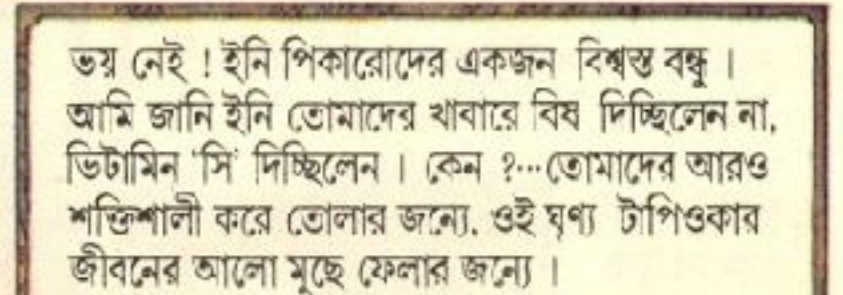 ভয় নেই ! ইনি পিকারোদের একজন বিশ্বস্ত বন্ধু ।
আমি জানি ইনি তোমাদের খাবারে বিষ দিচ্ছিলেন না,
ভিটামিন 'সি' দিচ্ছিলেন । কেন ?...তোমাদের আরও
শক্তিশালী করে তোলার জন্যে, ওই ঘৃণ্য টাপিওকার
জীবনের আলো মুছে ফেলার জন্যে ।